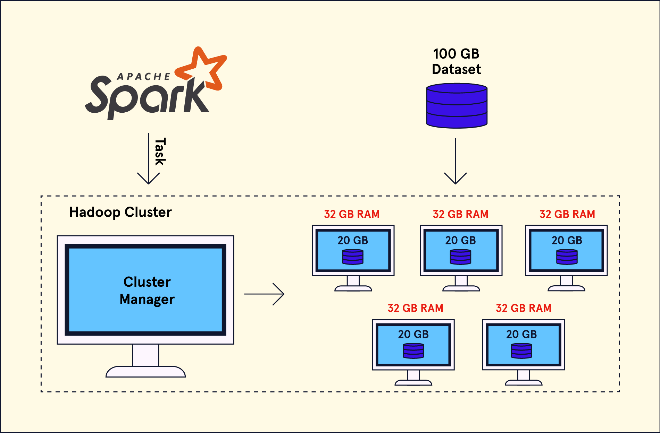 APACHE
Spark
100 GB
Dataset
Task
Hadoop Cluster
Cluster
Manager
32 GB RAM
20 GB
32 GB RAM
20 GB
32 GB RAM
20 GB
32 GB RAM
20 GB
32 GB RAM
20 GB